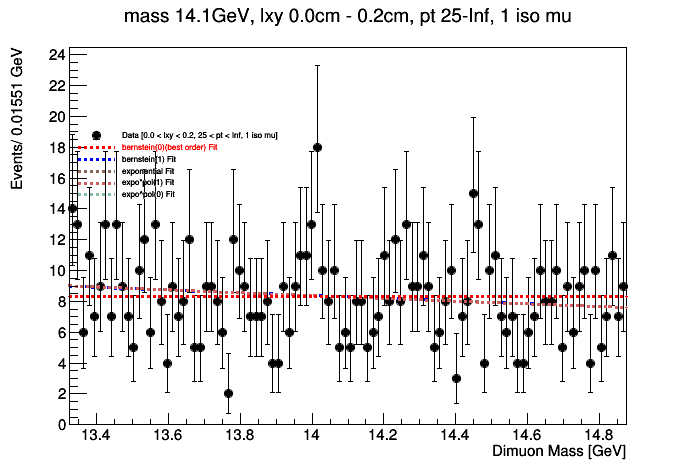 mass 14.1GeV, lxy 0.0cm - 0.2cm, pt 25-Inf, 1 iso mu
Events/ 0.01551 GeV
24
22
20
18
16
14
12
10
8
6
4
2
0
Data [0.0 < lxy < 0.2, 25 < pt < Inf, 1 iso mu]
bernstein(0)(best order) Fit
bernstein(1) Fit
exponential Fit
expo*pol(1) Fit
expo*pol(0) Fit
13.4 13.6 13.8 14 14.2 14.4 14.6 14.8
Dimuon Mass [GeV]